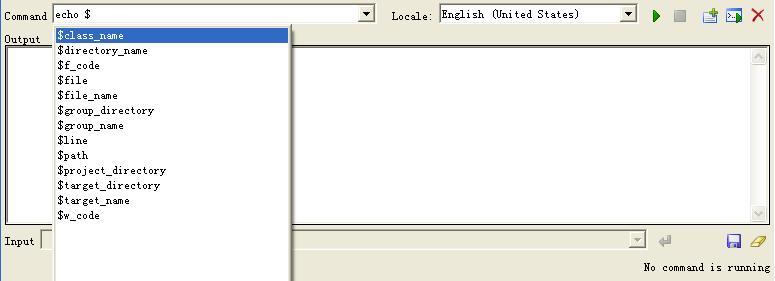 Command echo $ Locale: English (United States)
Output
$class_name
$directory_name
$f_code
$file
$file_name
$group_directory
$group_name
$line
$path
$project_directory
$target_directory
$target_name
$w_code
Input
No command is running